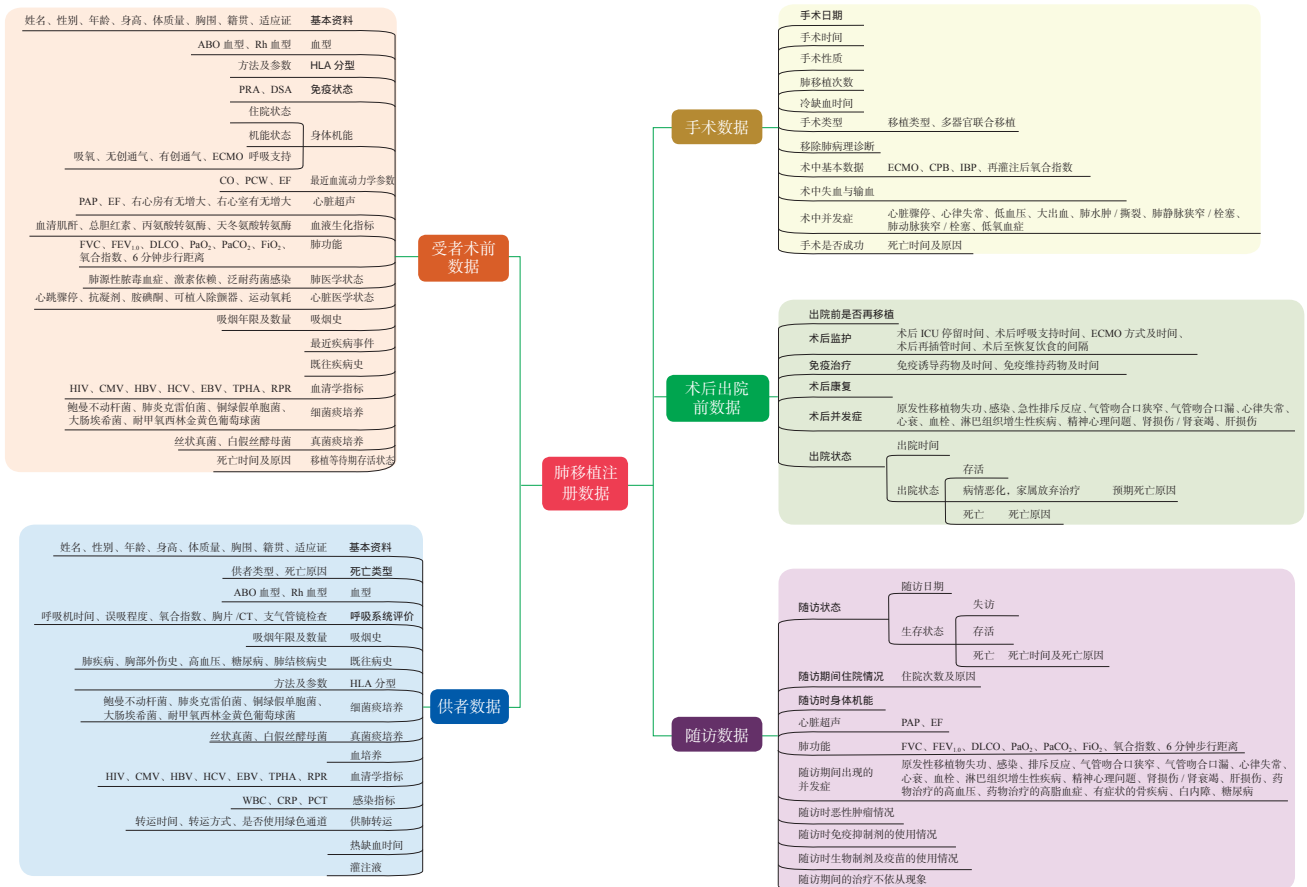 肺移植注
册数据
受者术前
数据
姓名、性别、年龄、身高、体质量、胸围、籍贯、适应证 基本资料
ABO 血型、Rh 血型 血型
方法及参数 HLA 分型
PRA、DSA 免疫状态
住院状态
机能状态 身体机能
吸氧、无创通气、有创通气、ECMO 呼吸支持
CO、PCW、EF 最近血流动力学参数
PAP、EF、右心房有无增大、右心室有无增大 心脏超声
血清肌酐、总胆红素、丙氨酸转氨酶、天冬氨酸转氨酶 血液生化指标
FVC、FEV1.0、DLCO、PaO2、PaCO2、FiO2、 肺功能
氧合指数、6 分钟步行距离
肺源性脓毒血症、激素依赖、泛耐药菌感染 肺医学状态
心跳骤停、抗凝剂、胺碘酮、可植入除颤器、运动氧耗 心脏医学状态
吸烟年限及数量 吸烟史
最近疾病事件
既往疾病史
HIV、CMV、HBV、HCV、EBV、TPHA、RPR 血清学指标
鲍曼不动杆菌、肺炎克雷伯菌、铜绿假单胞菌、 细菌痰培养
大肠埃希菌、耐甲氧西林金黄色葡萄球菌
丝状真菌、白假丝酵母菌 真菌痰培养
死亡时间及原因 移植等待期存活状态
供者数据
姓名、性别、年龄、身高、体质量、胸围、籍贯、适应证 基本资料
供者类型、死亡原因 死亡类型
ABO 血型、Rh 血型 血型
呼吸机时间、误吸程度、氧合指数、胸片 /CT、支气管镜检查 呼吸系统评价
吸烟年限及数量 吸烟史
肺疾病、胸部外伤史、高血压、糖尿病、肺结核病史 既往病史
方法及参数 HLA 分型
鲍曼不动杆菌、肺炎克雷伯菌、铜绿假单胞菌、 细菌痰培养
大肠埃希菌、耐甲氧西林金黄色葡萄球菌
丝状真菌、白假丝酵母菌 真菌痰培养
血培养
HIV、CMV、HBV、HCV、EBV、TPHA、RPR 血清学指标
WBC、CRP、PCT 感染指标
转运时间、转运方式、是否使用绿色通道 供肺转运
热缺血时间
灌注液
手术数据
手术日期
手术时间
手术性质
肺移植次数
冷缺血时间
手术类型 移植类型、多器官联合移植
移除肺病理诊断
术中基本数据 ECMO、CPB、IBP、再灌注后氧合指数
术中失血与输血
术中并发症 心脏骤停、心律失常、低血压、大出血、肺水肿 / 撕裂、肺静脉狭窄 / 栓塞、
肺动脉狭窄 / 栓塞、低氧血症
手术是否成功 死亡时间及原因
术后出院
前数据
出院前是否再移植
术后监护 术后 ICU 停留时间、术后呼吸支持时间、ECMO 方式及时间、
术后再插管时间、术后至恢复饮食的间隔
免疫治疗 免疫诱导药物及时间、免疫维持药物及时间
术后康复
术后并发症 原发性移植物失功、感染、急性排斥反应、气管吻合口狭窄、气管吻合口漏、心律失常、
心衰、血栓、淋巴组织增生性疾病、精神心理问题、肾损伤 / 肾衰竭、肝损伤
出院状态 出院时间
存活
出院状态 病情恶化，家属放弃治疗 预期死亡原因
死亡 死亡原因
随访数据
随访状态 随访日期
失访
生存状态 存活
死亡 死亡时间及死亡原因
随访期间住院情况 住院次数及原因
随访时身体机能
心脏超声 PAP、EF
肺功能 FVC、FEV1.0、DLCO、PaO2、PaCO2、FiO2、氧合指数、6 分钟步行距离
随访期间出现的
并发症
原发性移植物失功、感染、排斥反应、气管吻合口狭窄、气管吻合口漏、心律失常、
心衰、血栓、淋巴组织增生性疾病、精神心理问题、肾损伤 / 肾衰竭、肝损伤、药
物治疗的高血压、药物治疗的高脂血症、有症状的骨疾病、白内障、糖尿病
随访时恶性肿瘤情况
随访时免疫抑制剂的使用情况
随访时生物制剂及疫苗的使用情况
随访期间的治疗不依从现象